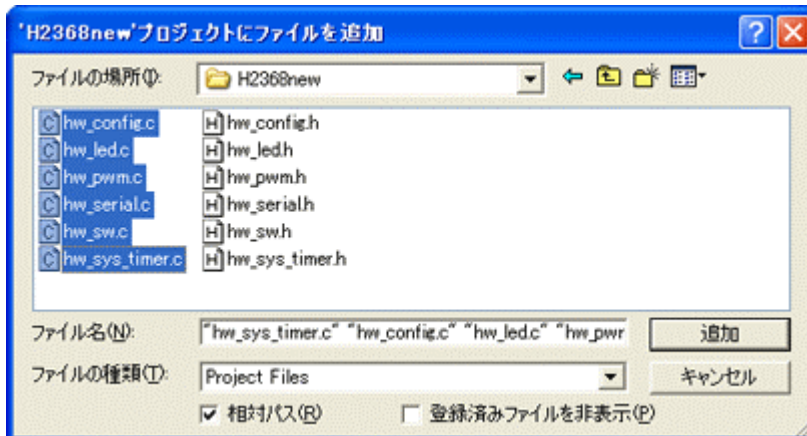 'H2368new'プロジェクトにファイルを追加
ファイルの場所(I): H2368new
hw_config.c hw_config.h
hw_led.c hw_led.h
hw_pwm.c hw_pwm.h
hw_serial.c hw_serial.h
hw_sw.c hw_sw.h
hw_sys_timer.c hw_sys_timer.h
ファイル名(N): "hw_sys_timer.c" "hw_config.c" "hw_led.c" "hw_pwr 追加
ファイルの種類(T): Project Files キャンセル
相対パス(R) 登録済みファイルを非表示(P)